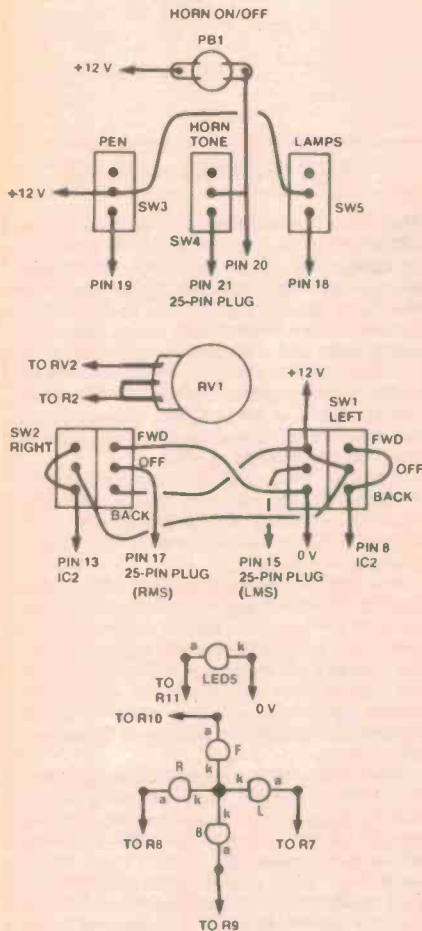 HORN ON/OFF
PB1
+12 V
PEN
HORN
TONE
LAMPS
+12 V
SW3
SW4
SW5
PIN 19
PIN 21
25-PIN PLUG
PIN 20
PIN 18
TO RV2
TO R2
RV1
+12 V
SW1
LEFT
SW2
RIGHT
FWD
OFF
BACK
FWD
OFF
BACK
PIN 13
IC2
PIN 17
25-PIN PLUG
(RMS)
PIN 15
25-PIN PLUG
(LMS)
0 V
PIN 8
IC2
a k
LED5
TO
R11
0 V
TO R10
a
F
k
R
a k
k a
L
k
B
a
TO R8
TO R7
TO R9